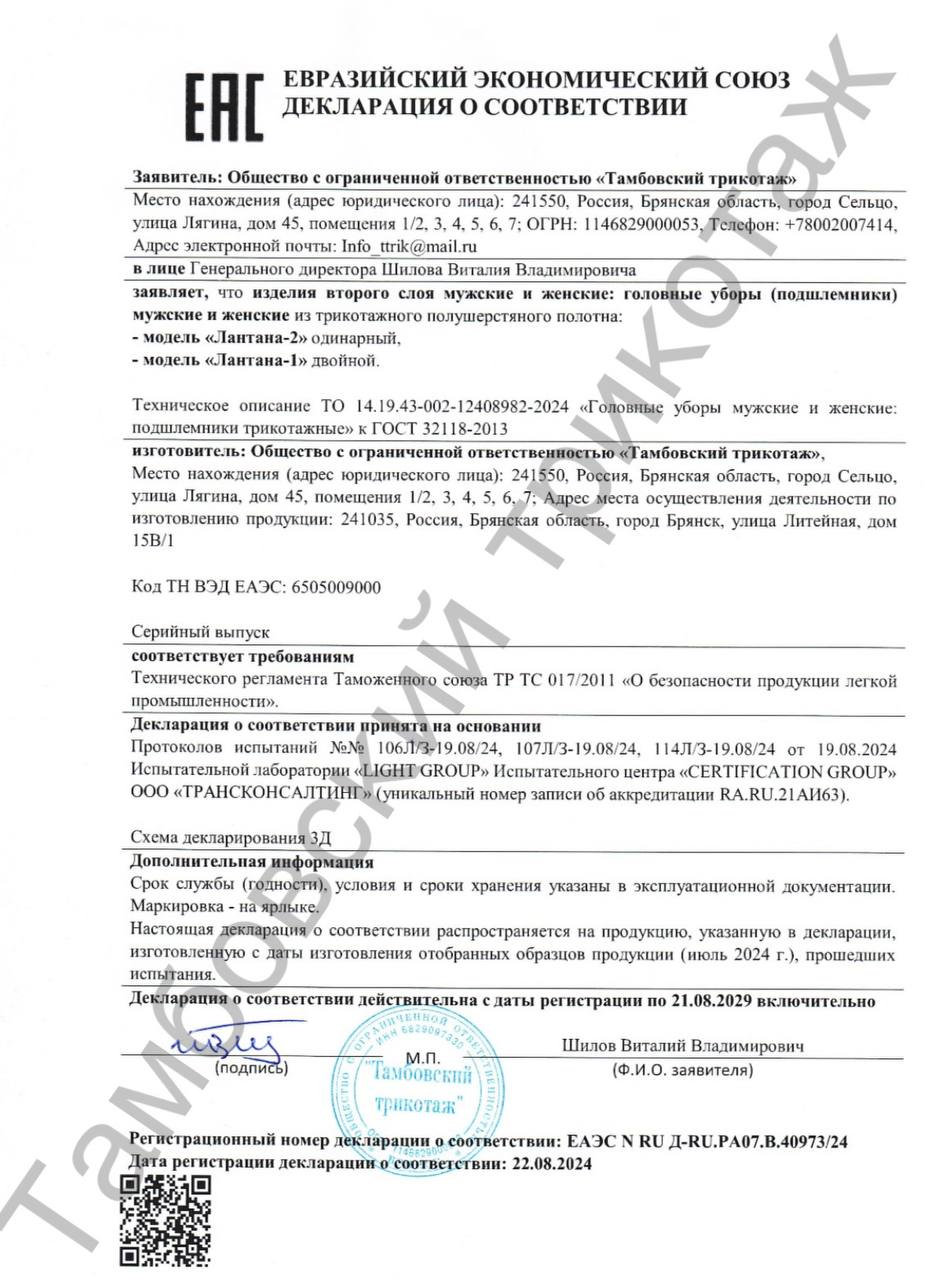 ЕАС
ЕВРАЗИЙСКИЙ ЭКОНОМИЧЕСКИЙ СОЮЗ
ДЕКЛАРАЦИЯ О СООТВЕТСТВИИ
Заявитель: Общество с ограниченной ответственностью «Тамбовский трикотаж»
Место нахождения (адрес юридического лица): 241550, Россия, Брянская область, город Сельцо,
улица Лягина, дом 45, помещения 1/2, 3, 4, 5, 6, 7; ОГРН: 1146829000053, Телефон: +78002007414,
Адрес электронной почты: Info_ttrik@mail.ru
в лице Генерального директора Шилова Виталия Владимировича
заявляет, что изделия второго слоя мужские и женские: головные уборы (подшлемники)
мужские и женские из трикотажного полушерстяного полотна:
- модель «Лантана-2» одинарный,
- модель «Лантана-1» двойной.
Техническое описание ТО 14.19.43-002-12408982-2024 «Головные уборы мужские и женские:
подшлемники трикотажные» к ГОСТ 32118-2013
изготовитель: Общество с ограниченной ответственностью «Тамбовский трикотаж»,
Место нахождения (адрес юридического лица): 241550, Россия, Брянская область, город Сельцо,
улица Лягина, дом 45, помещения 1/2, 3, 4, 5, 6, 7; Адрес места осуществления деятельности по
изготовлению продукции: 241035, Россия, Брянская область, город Брянск, улица Литейная, дом
15В/1
Код ТН ВЭД ЕАЭС: 6505009000
Серийный выпуск
соответствует требованиям
Технического регламента Таможенного союза ТР ТС 017/2011 «О безопасности продукции легкой
промышленности».
Декларация о соответствии принята на основании
Протоколов испытаний №№ 106Л/3-19.08/24, 107Л/3-19.08/24, 114Л/3-19.08/24 от 19.08.2024
Испытательной лаборатории «LIGHT GROUP» Испытательного центра «CERTIFICATION GROUP»
ООО «ТРАНСКОНСАЛТИНГ» (уникальный номер записи об аккредитации RA.RU.21АИ63).
Схема декларирования 3Д
Дополнительная информация
Срок службы (годности), условия и сроки хранения указаны в эксплуатационной документации.
Маркировка - на ярлыке.
Настоящая декларация о соответствии распространяется на продукцию, указанную в декларации,
изготовленную с даты изготовления отобранных образцов продукции (июль 2024 г.), прошедших
испытания.
Декларация о соответствии действительна с даты регистрации по 21.08.2029 включительно
(подпись)
М.П.
Шилов Виталий Владимирович
(Ф.И.О. заявителя)
ОБЩЕСТВО С ОГРАНИЧЕННОЙ ОТВЕТСТВЕННОСТЬЮ
ИНН 6829097330
"Тамбовский
трикотаж"
Регистрационный номер декларации о соответствии: ЕАЭС N RU Д-RU.РА07.В.40973/24
Дата регистрации декларации о соответствии: 22.08.2024
Тамбовский трикотаж